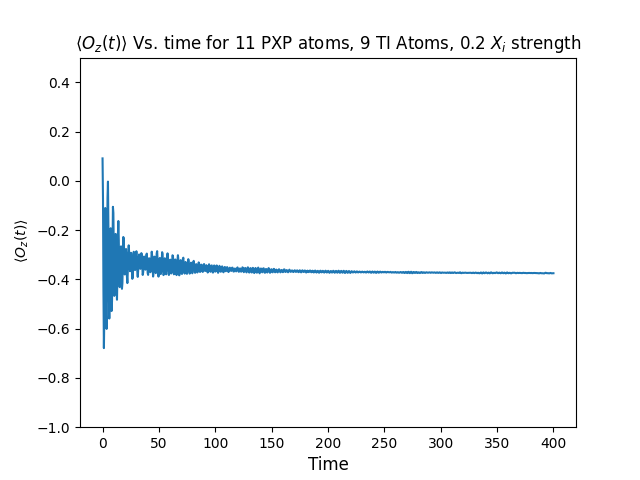 ⟨O_z(t)⟩ Vs. time for 11 PXP atoms, 9 TI Atoms, 0.2 X_i strength
⟨O_z(t)⟩
0.4
0.2
0.0
−0.2
−0.4
−0.6
−0.8
−1.0
0 50 100 150 200 250 300 350 400
Time